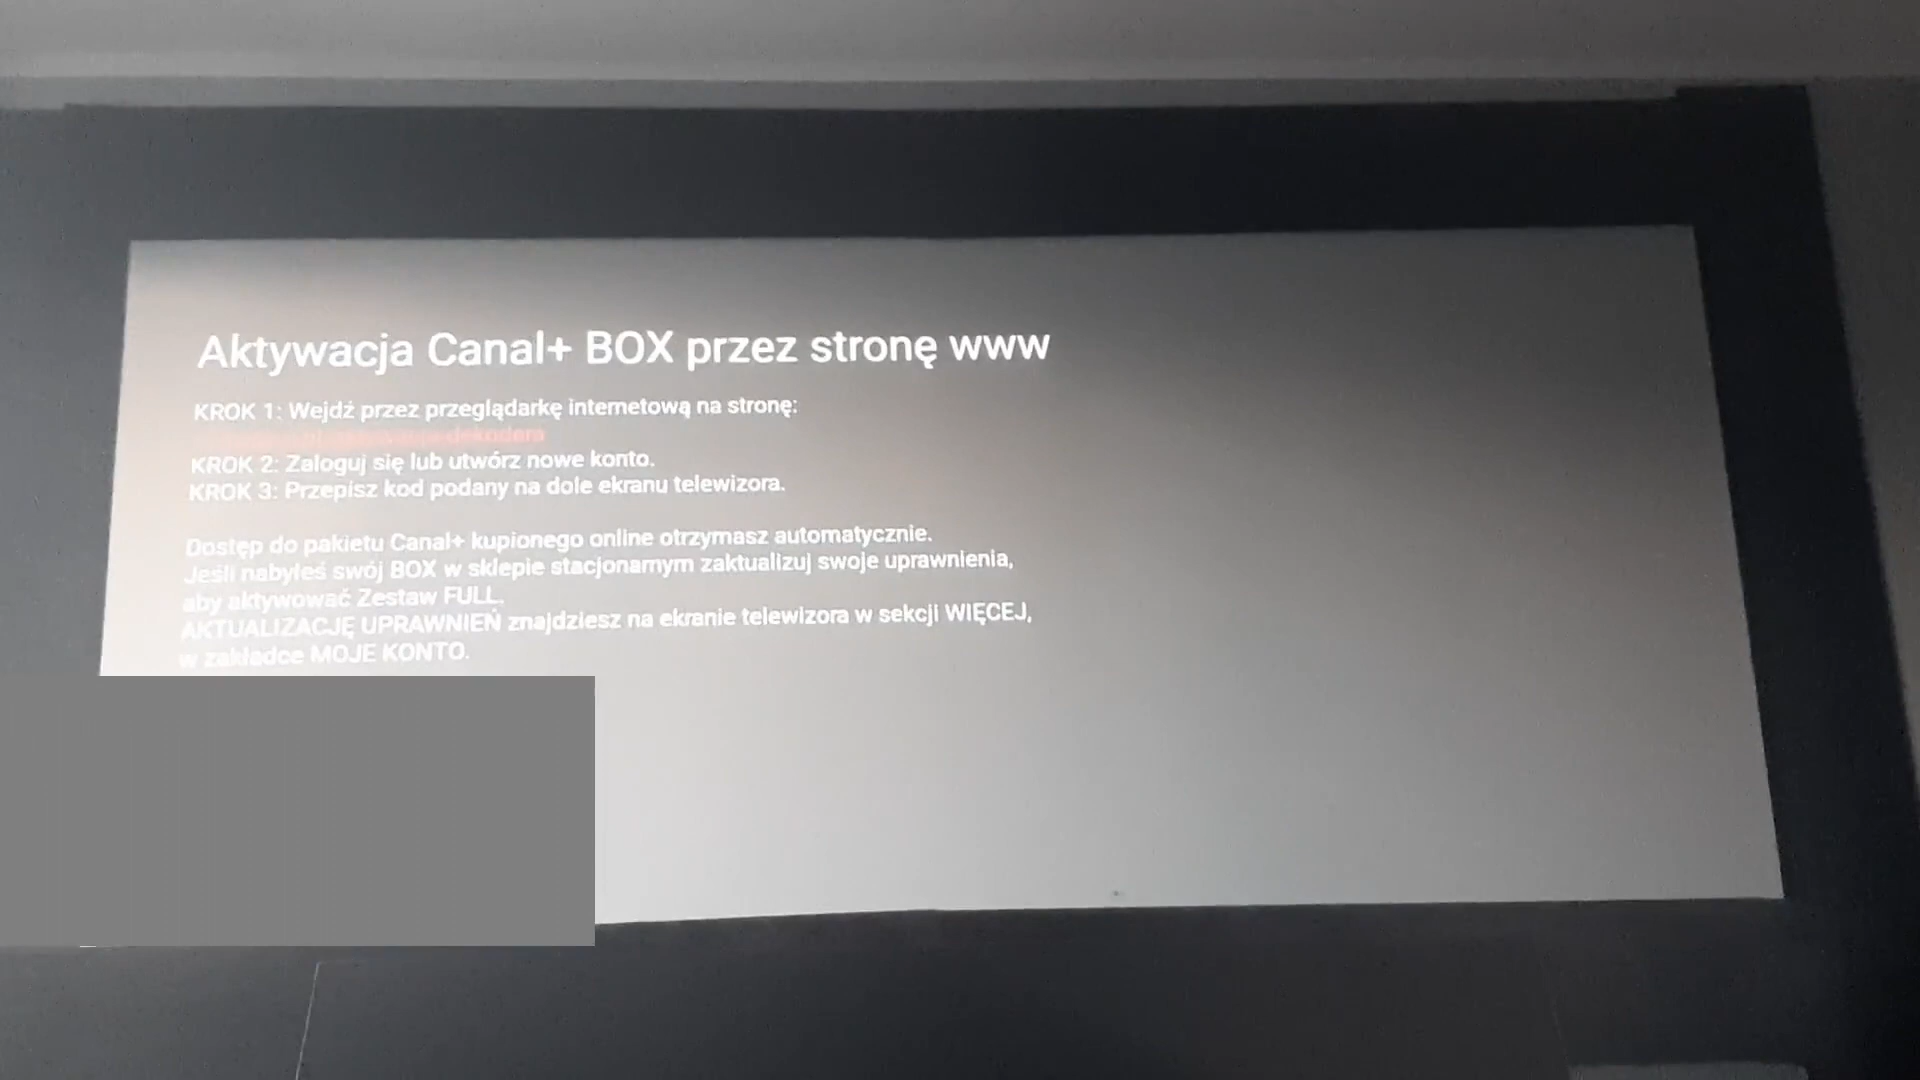 Aktywacja Canal+ BOX przez stronę www
KROK 1: Wejdź przez przeglądarkę internetową na stronę:
KROK 2: Zaloguj się lub utwórz nowe konto.
KROK 3: Przepisz kod podany na dole ekranu telewizora.
Dostęp do pakietu Canal+ kupionego online otrzymasz automatycznie.
Jeśli nabyłeś swój BOX w sklepie stacjonarnym zaktualizuj swoje uprawnienia,
aby aktywować Zestaw FULL.
AKTUALIZACJĘ UPRAWNIEŃ znajdziesz na ekranie telewizora w sekcji WIĘCEJ,
w zakładce MOJE KONTO.